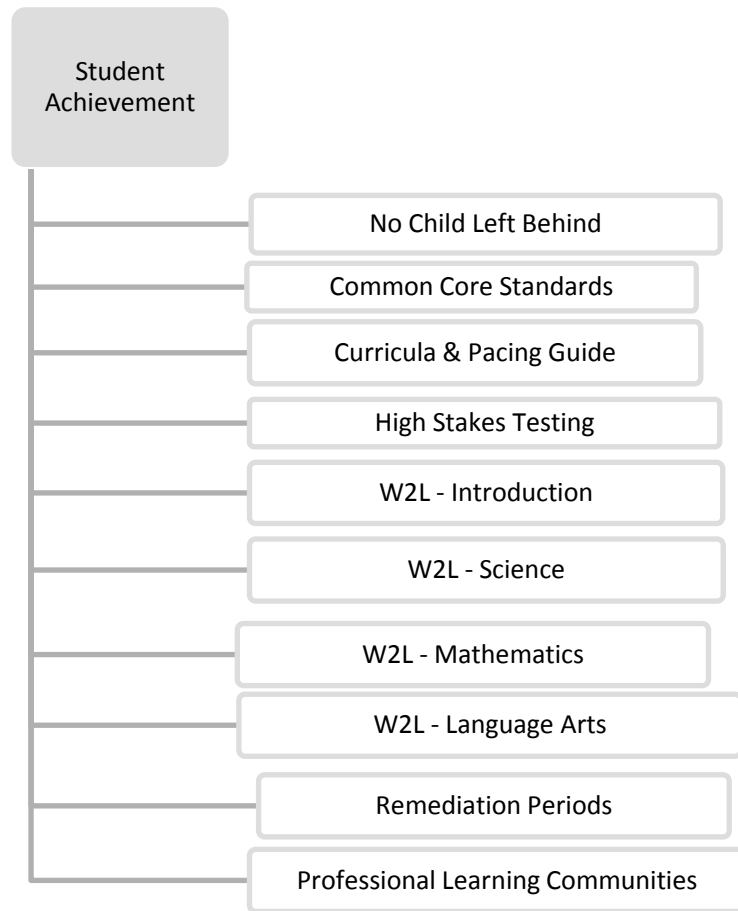 Student
Achievement
No Child Left Behind
Common Core Standards
Curricula & Pacing Guide
High Stakes Testing
W2L - Introduction
W2L - Science
W2L - Mathematics
W2L - Language Arts
Remediation Periods
Professional Learning Communities